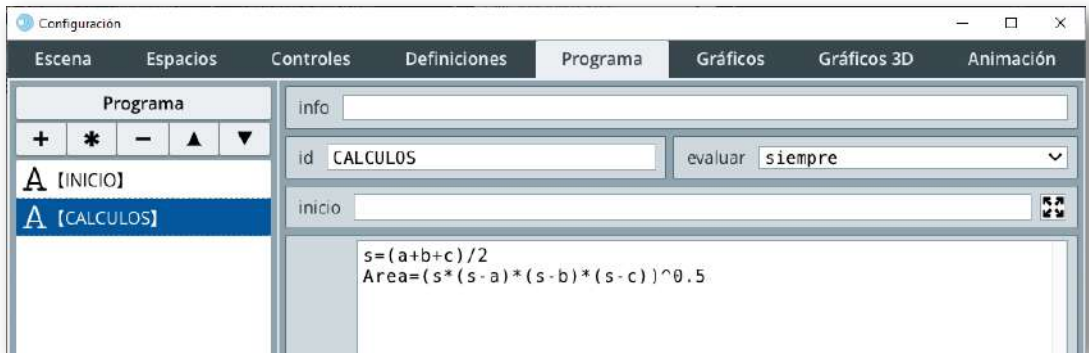 Configuración
Escena Espacios Controles Definiciones Programa Gráficos Gráficos 3D Animación
Programa
info
id CALCULOS evaluar siempre
A 【INICIO】
A 【CALCULOS】
inicio
s=(a+b+c)/2
Area=(s*(s-a)*(s-b)*(s-c))^0.5